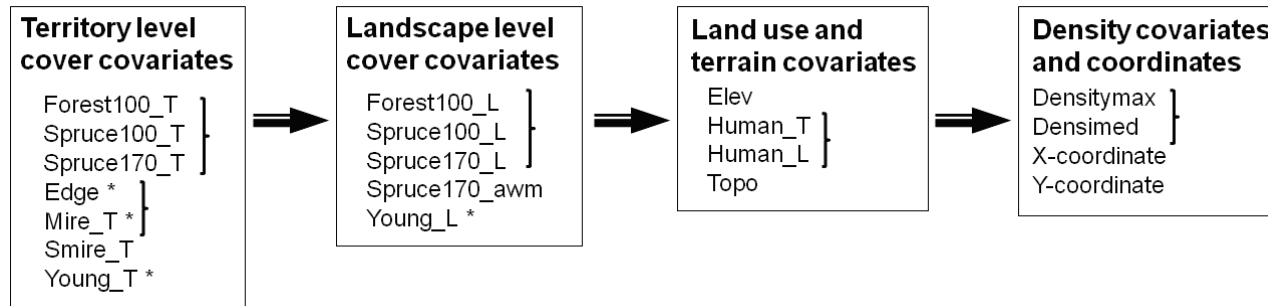 Territory level
cover covariates
Forest100_T
Spruce100_T
Spruce170_T
Edge *
Mire_T *
Smire_T
Young_T *
Landscape level
cover covariates
Forest100_L
Spruce100_L
Spruce170_L
Spruce170_awm
Young_L *
Land use and
terrain covariates
Elev
Human_T
Human_L
Topo
Density covariates
and coordinates
Densitymax
Densimed
X-coordinate
Y-coordinate